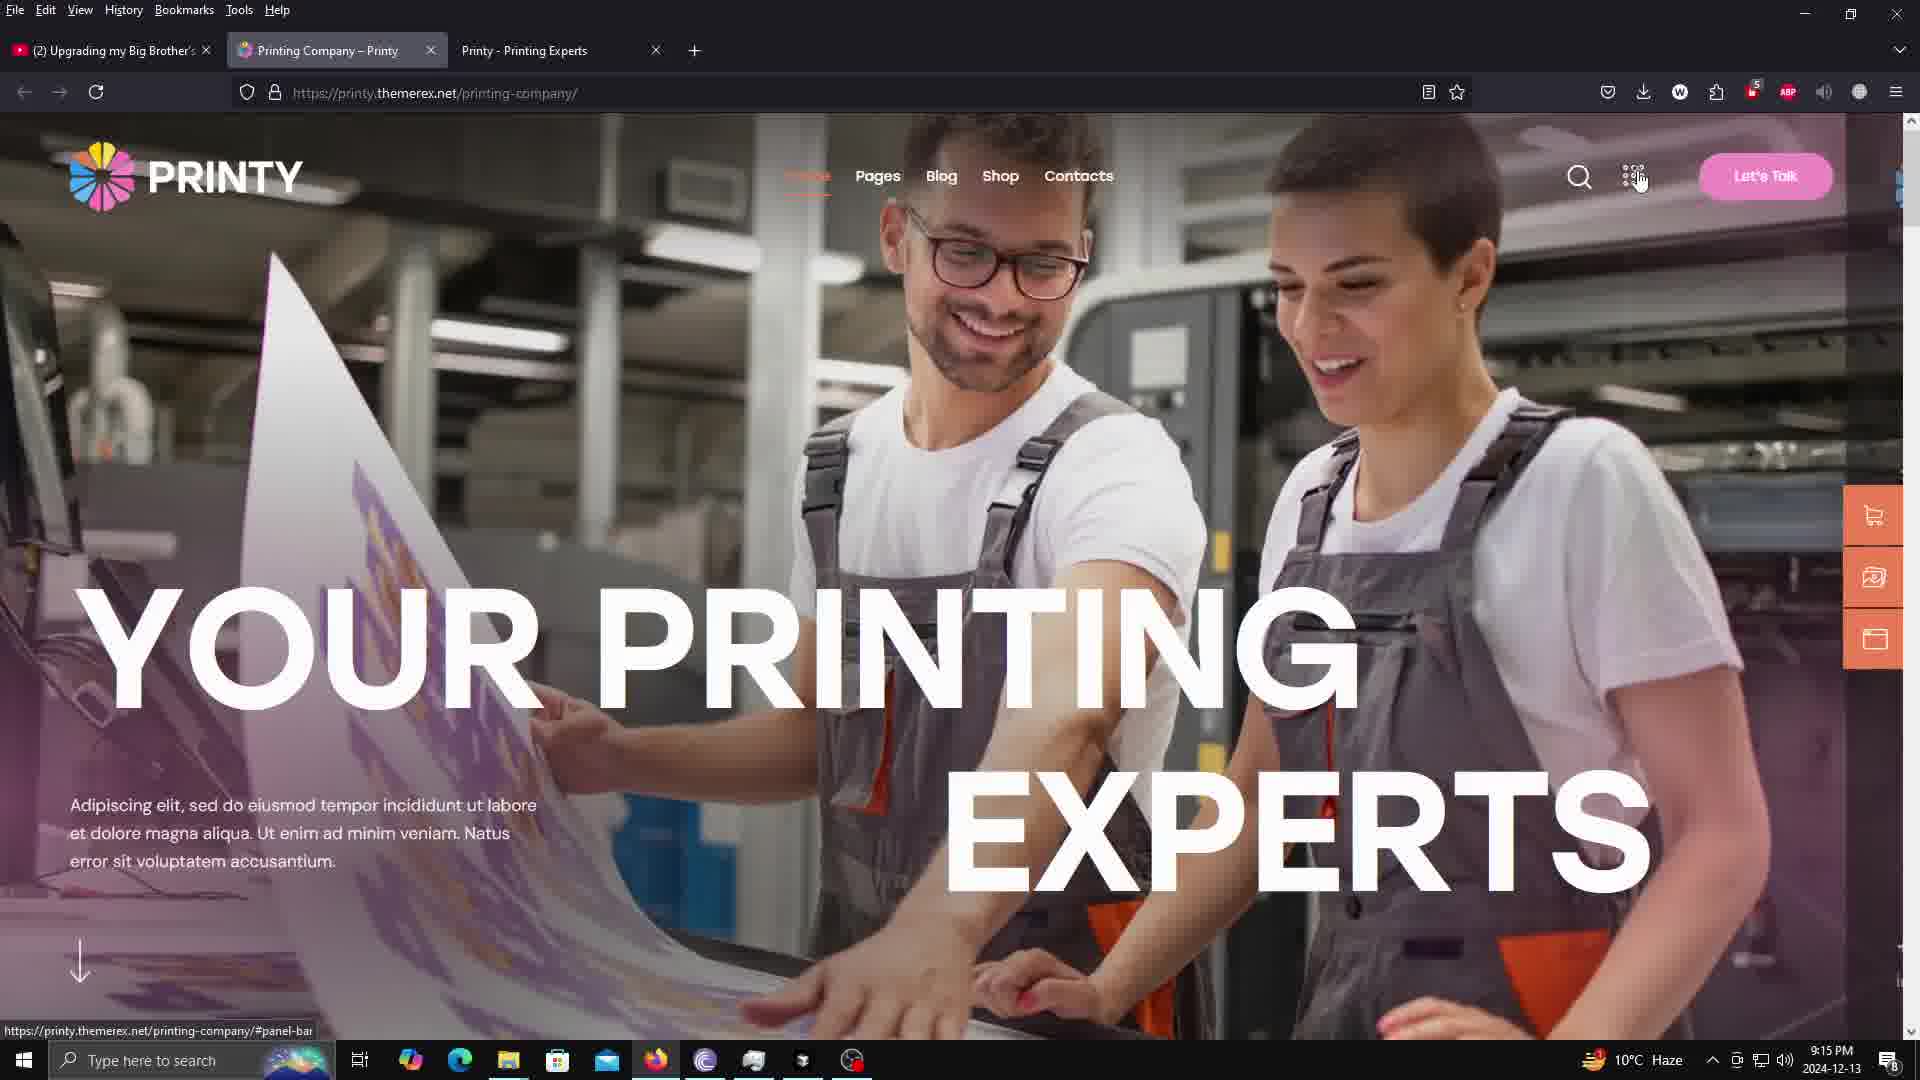 File Edit View History Bookmarks Tools Help
(2) Upgrading my Big Brother's
Printing Company – Printy
Printy - Printing Experts
https://printy.themerex.net/printing-company/
5
ABP
PRINTY
Home Pages Blog Shop Contacts
Let's Talk
YOUR PRINTING
EXPERTS
Adipiscing elit, sed do eiusmod tempor incididunt ut labore
et dolore magna aliqua. Ut enim ad minim veniam. Natus
error sit voluptatem accusantium.
https://printy.themerex.net/printing-company/#panel-bar
Type here to search
1
10°C Haze
9:15 PM
2024-12-13
8